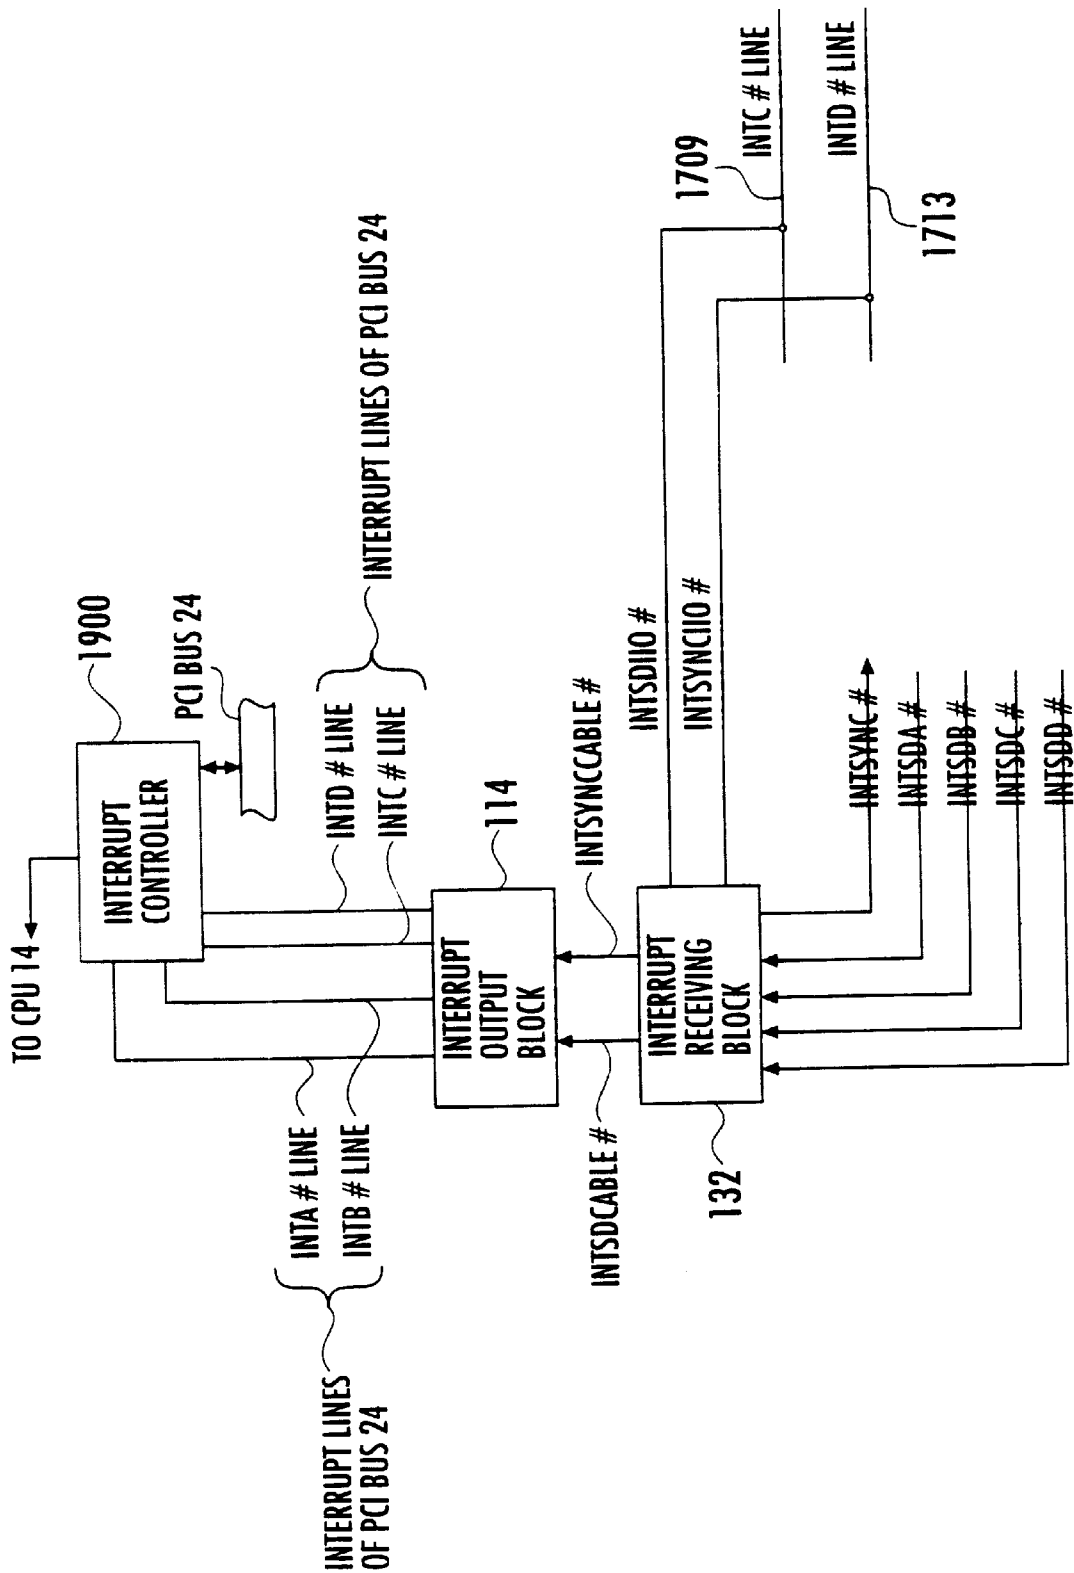 TO CPU 14
INTERRUPT
CONTROLLER
1900
PCI BUS 24
INTA # LINE
INTB # LINE
INTERRUPT LINES
OF PCI BUS 24
INTD # LINE
INTC # LINE
INTERRUPT LINES OF PCI BUS 24
INTERRUPT
OUTPUT
BLOCK
114
INTSDCABLE #
INTSYNCCABLE #
INTERRUPT
RECEIVING
BLOCK
132
INTSDIIO #
INTSYNCIIO #
1709
INTC # LINE
INTD # LINE
1713
INTSYNC #
INTSDA #
INTSDB #
INTSDC #
INTSDD #